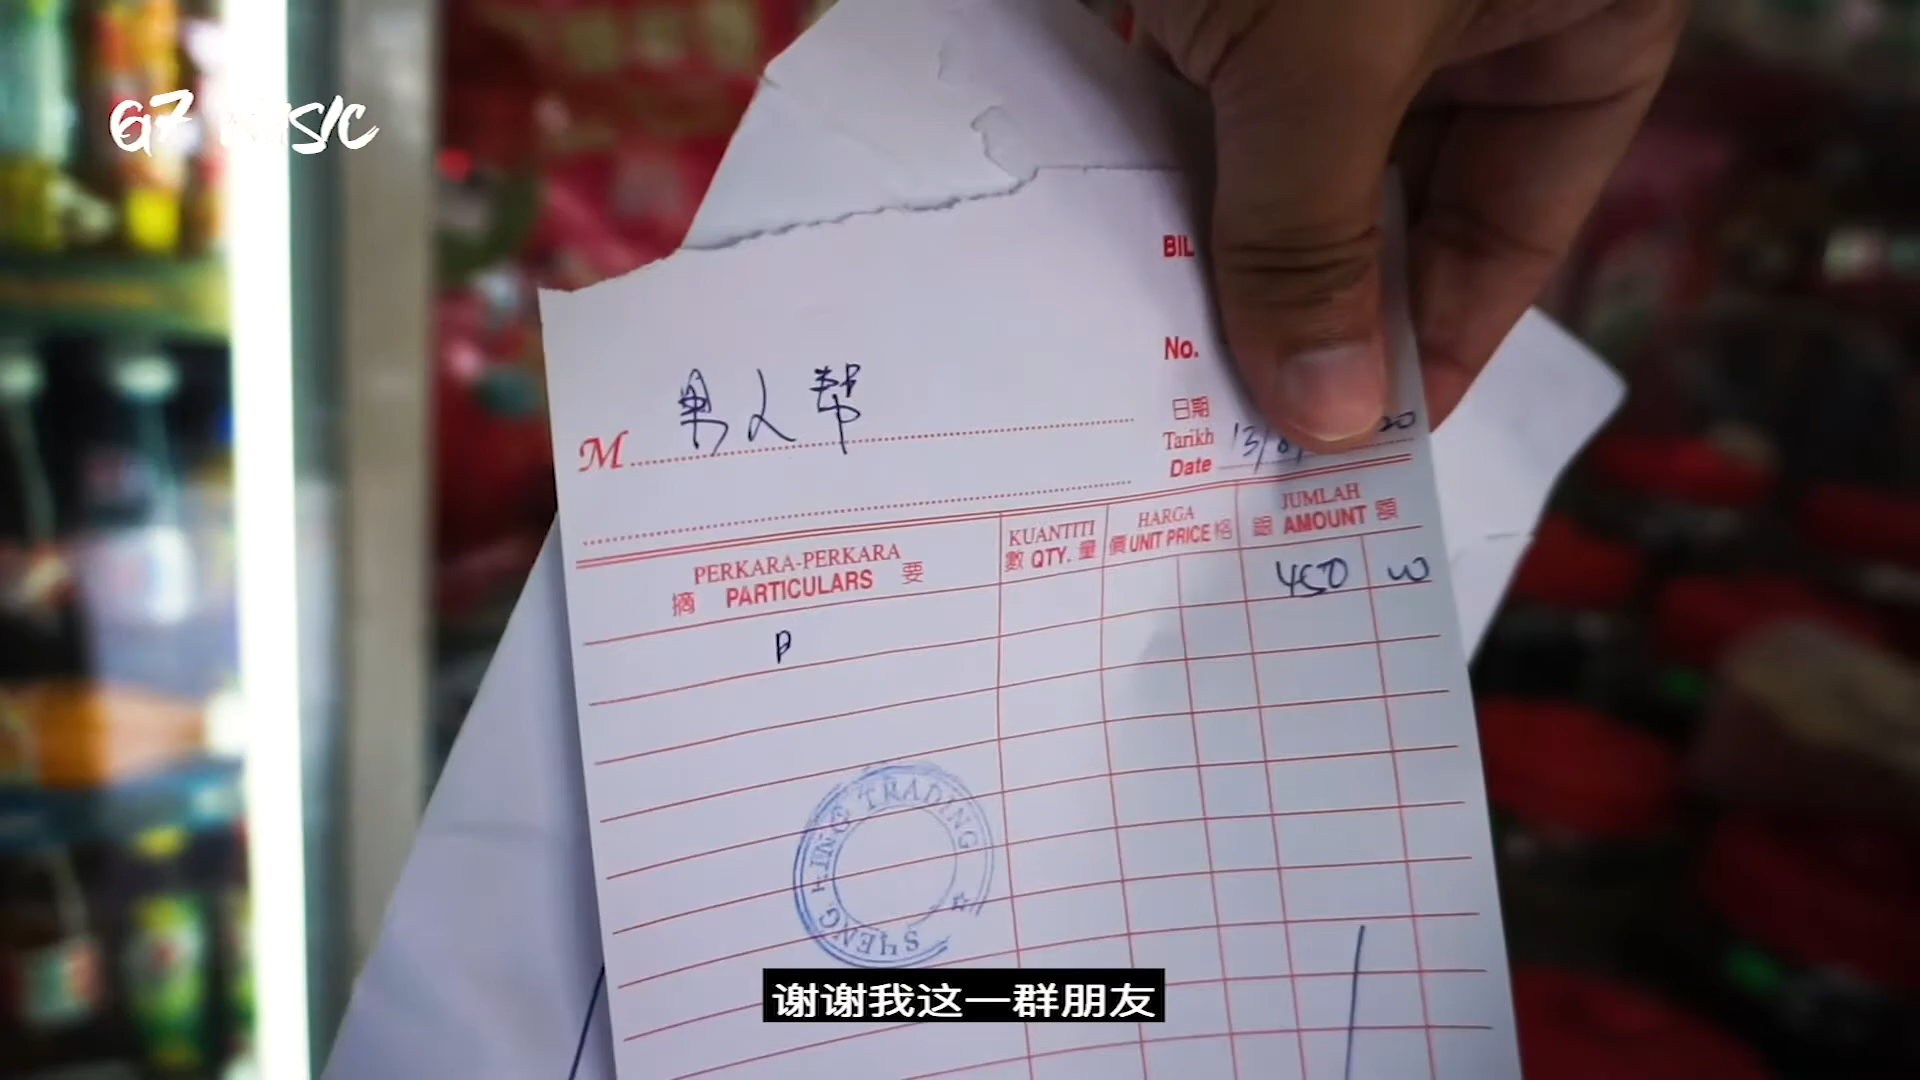 G7 MUSIC
BIL
No.
男人帮
M
日期
Tarikh
Date
13/
20
PERKARA-PERKARA
摘 PARTICULARS 要
KUANTITI
數 QTY. 量
HARGA
價 UNIT PRICE 格
JUMLAH
銀 AMOUNT 額
450
P
SHENG TRADING
谢谢我这一群朋友